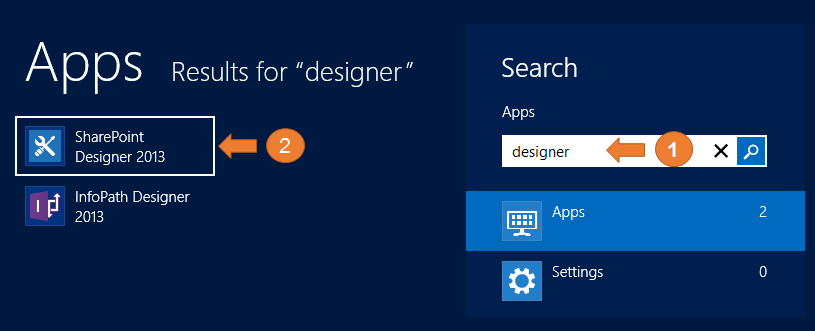 Apps Results for “designer”
SharePoint
Designer 2013
2
InfoPath Designer
2013
Search
Apps
designer
1
Apps 2
Settings 0